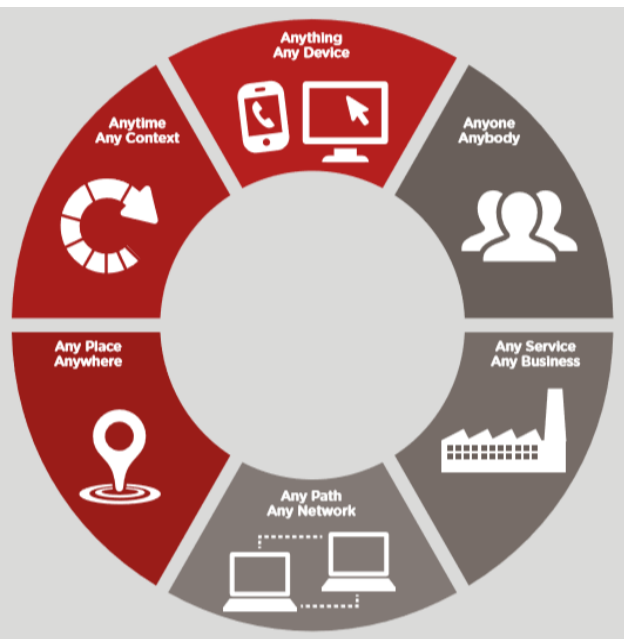 Anything
Any Device
Anyone
Anybody
Any Service
Any Business
Any Path
Any Network
Any Place
Anywhere
Anytime
Any Context